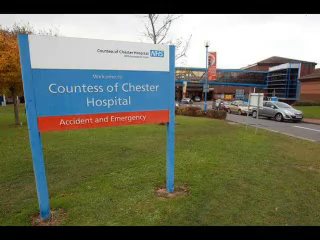 Countess of Chester Hospital NHS
Welcome to
Countess of Chester
Hospital
Accident and Emergency